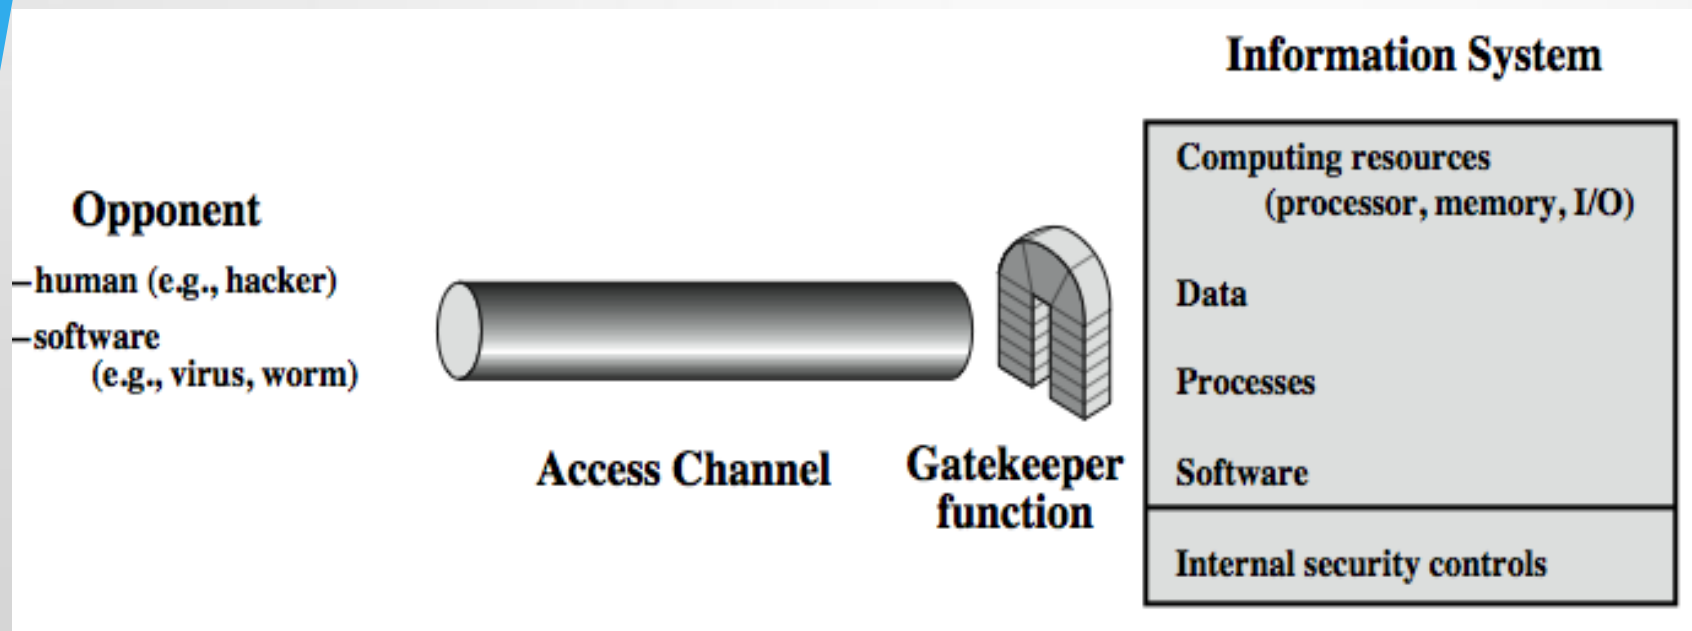 Information System
Computing resources
(processor, memory, I/O)
Data
Processes
Software
Internal security controls
Opponent
–human (e.g., hacker)
–software
(e.g., virus, worm)
Access Channel
Gatekeeper
function